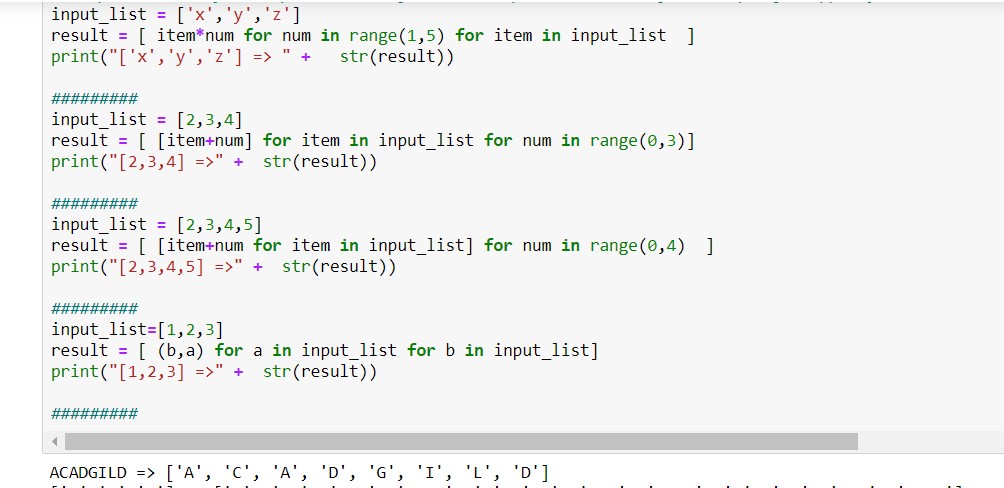 input_list = ['x','y','z']
result = [ item*num for num in range(1,5) for item in input_list  ]
print("['x','y','z'] => " +   str(result))
#########
input_list = [2,3,4]
result = [ [item+num] for item in input_list for num in range(0,3)]
print("[2,3,4] =>" +  str(result))
#########
input_list = [2,3,4,5]
result = [ [item+num for item in input_list] for num in range(0,4)  ]
print("[2,3,4,5] =>" +  str(result))
#########
input_list=[1,2,3]
result = [ (b,a) for a in input_list for b in input_list]
print("[1,2,3] =>" +  str(result))
#########
ACADGILD => ['A', 'C', 'A', 'D', 'G', 'I', 'L', 'D']